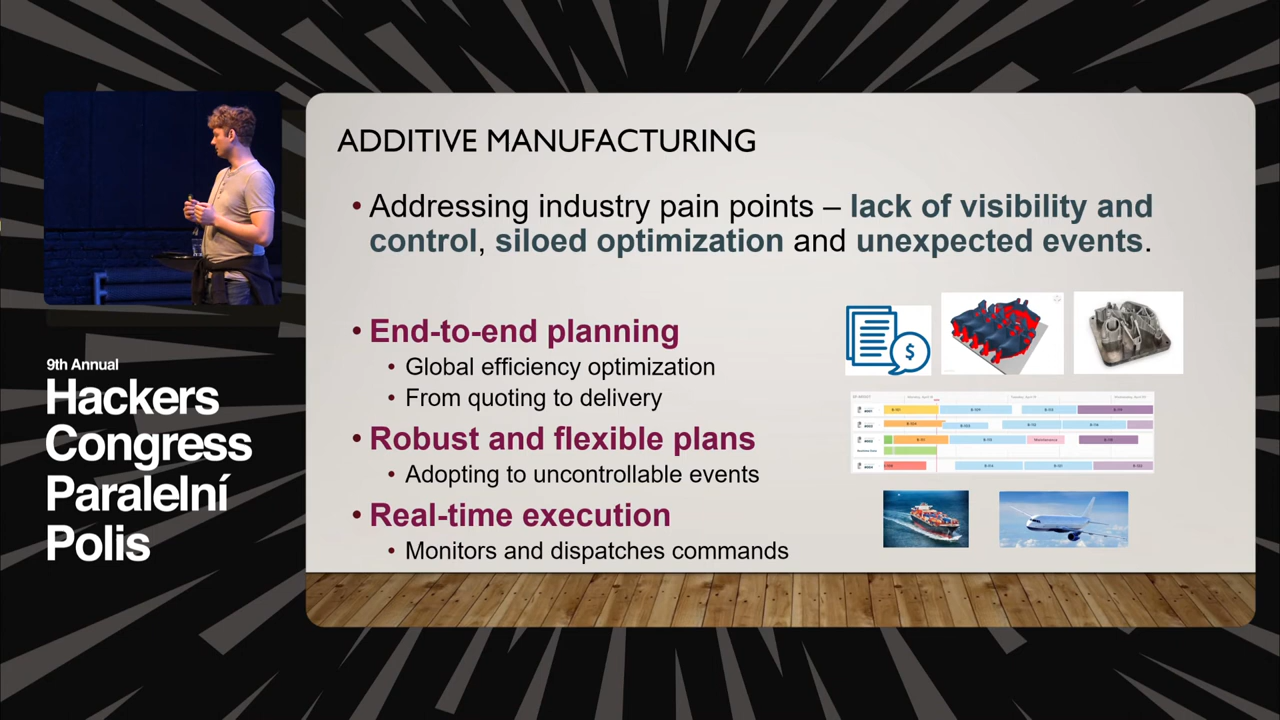 9th Annual
Hackers
Congress
Paralelní
Polis
ADDITIVE MANUFACTURING
• Addressing industry pain points – lack of visibility and
control, siloed optimization and unexpected events.
• End-to-end planning
• Global efficiency optimization
• From quoting to delivery
• Robust and flexible plans
• Adopting to uncontrollable events
• Real-time execution
• Monitors and dispatches commands
$
Maintenance